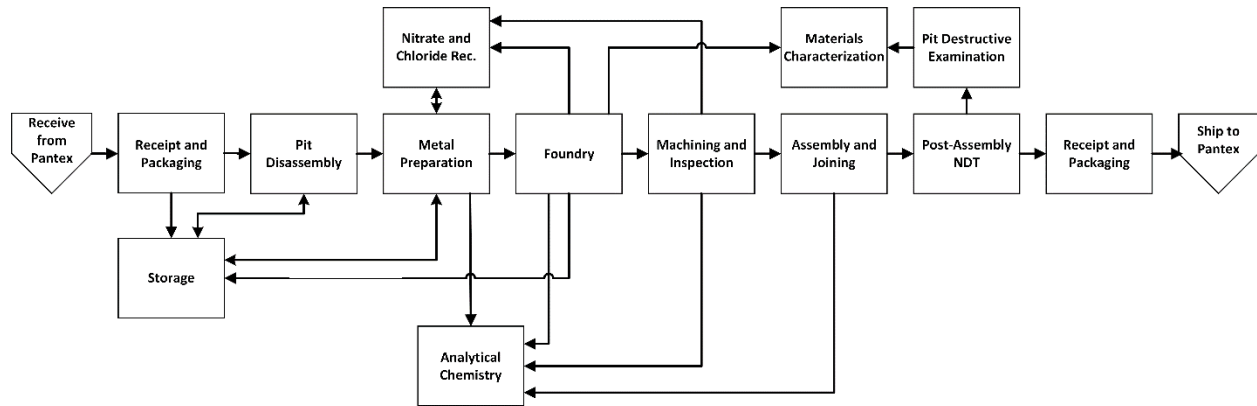 Nitrate and
Chloride Rec.
Materials
Characterization
Pit Destructive
Examination
Receive
from
Pantex
Receipt and
Packaging
Pit
Disassembly
Metal
Preparation
Foundry
Machining and
Inspection
Assembly and
Joining
Post-Assembly
NDT
Receipt and
Packaging
Ship to
Pantex
Storage
Analytical
Chemistry